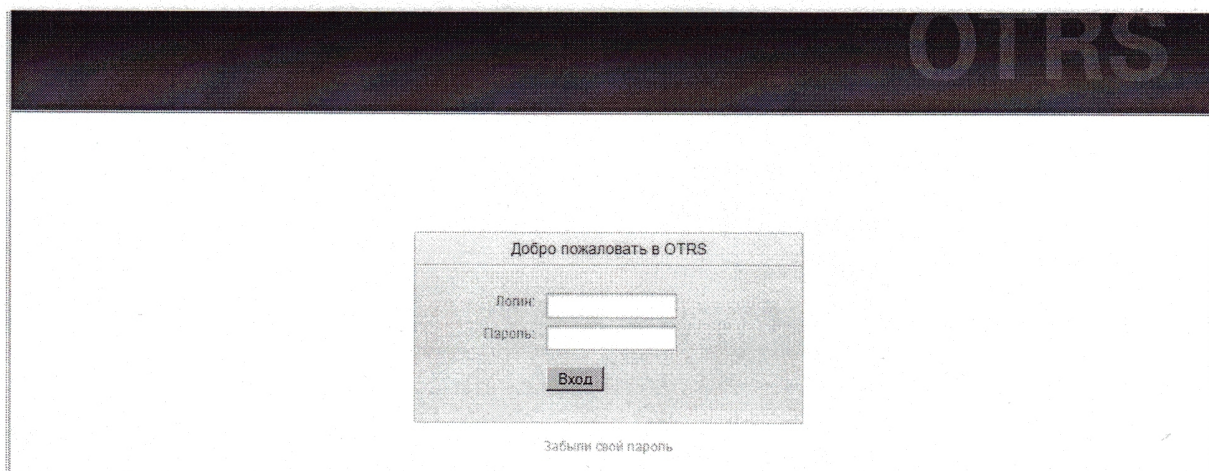 OTRS
Добро пожаловать в OTRS
Логин:
Пароль:
Вход
Забыли свой пароль